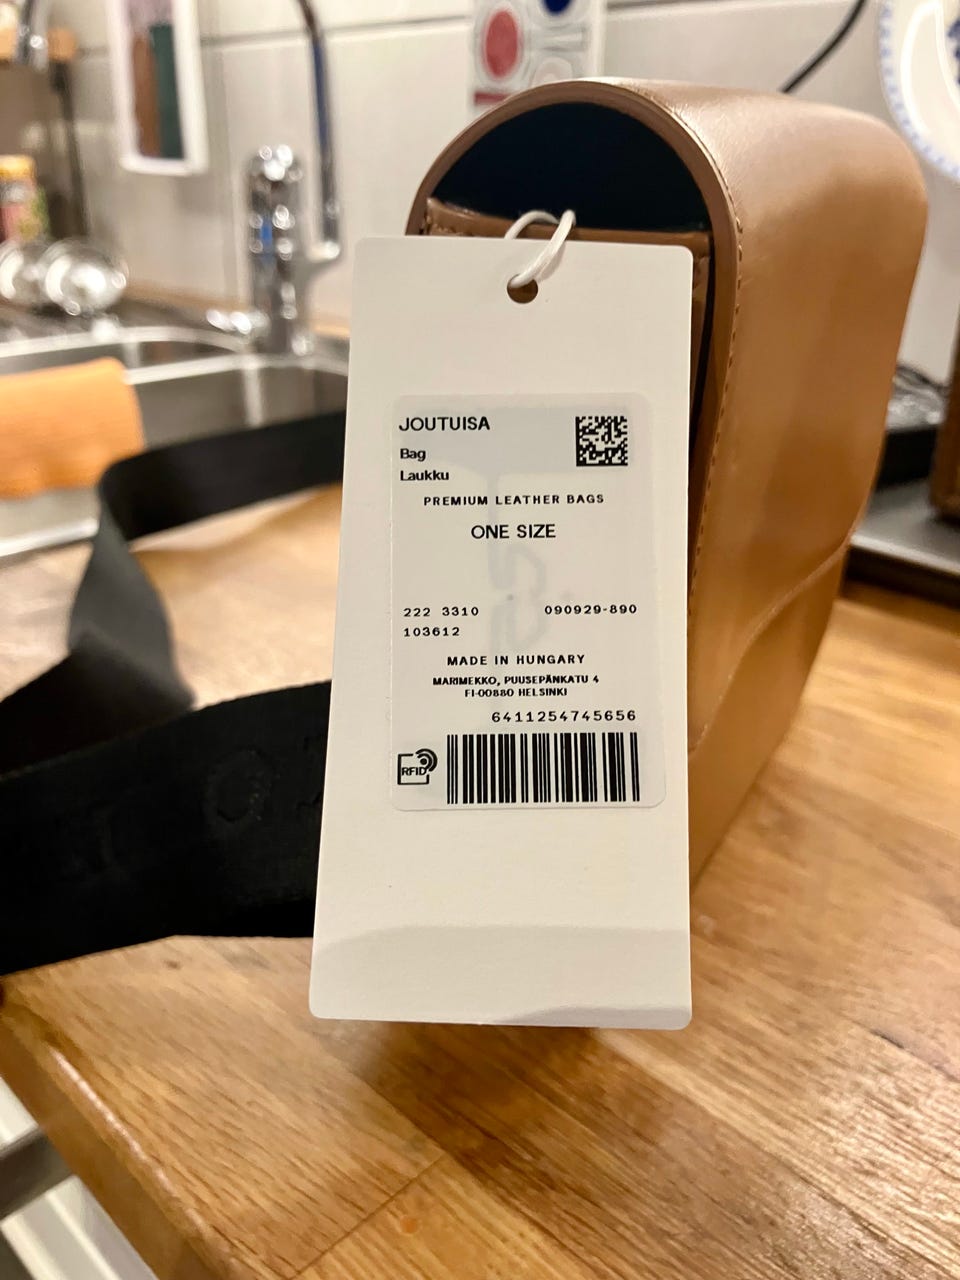 JOUTUISA
Bag
Laukku
PREMIUM LEATHER BAGS
ONE SIZE
222 3310 090929-890
103612
MADE IN HUNGARY
MARIMEKKO, PUUSEPÄNKATU 4
FI-00880 HELSINKI
6411254745656
RFID